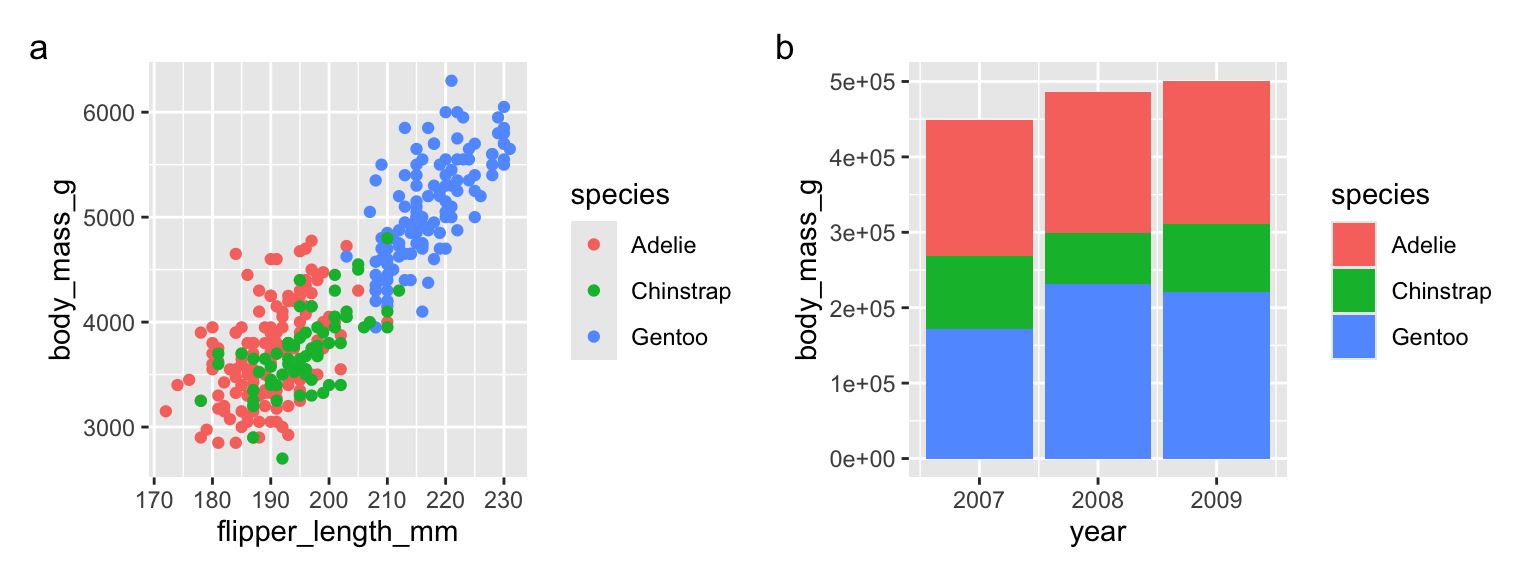 a
6000
5000
4000
3000
body_mass_g
170 180 190 200 210 220 230
flipper_length_mm
species
Adelie
Chinstrap
Gentoo
b
5e+05
4e+05
3e+05
2e+05
1e+05
0e+00
body_mass_g
2007 2008 2009
year
species
Adelie
Chinstrap
Gentoo